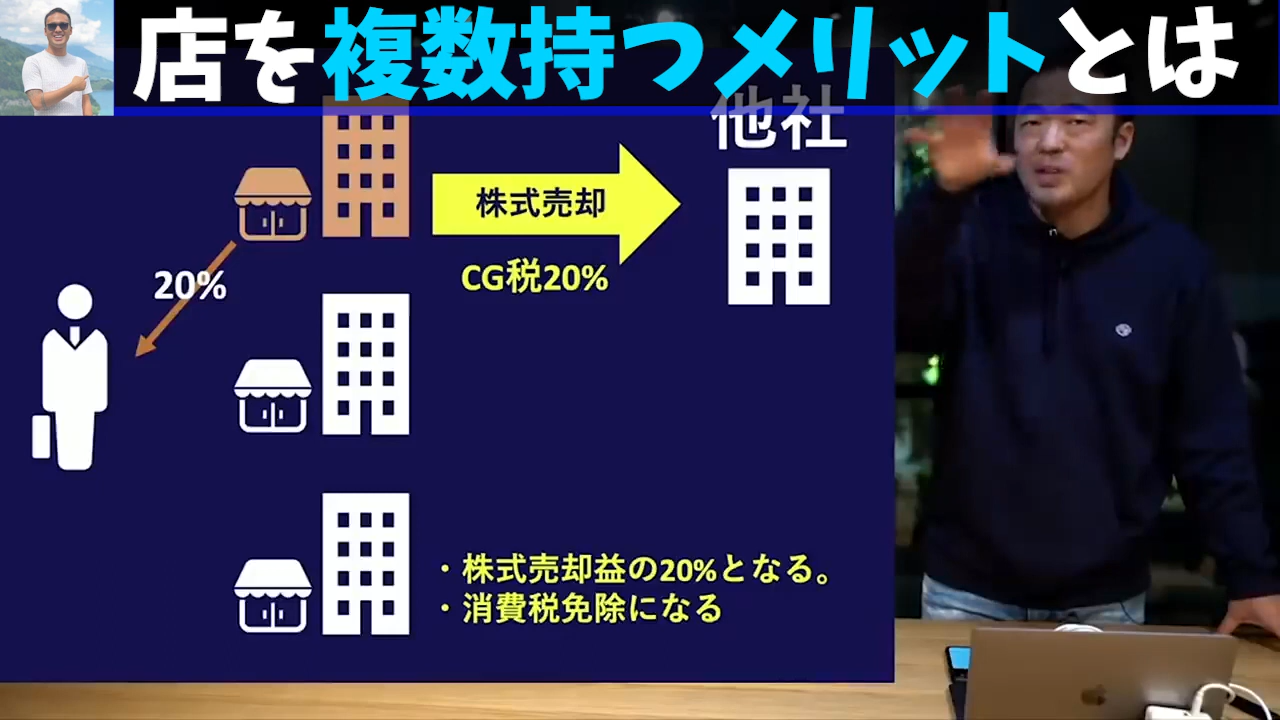 店を複数持つメリットとは
他社
株式売却
CG税20%
20%
・株式売却益の20%となる。
・消費税免除になる